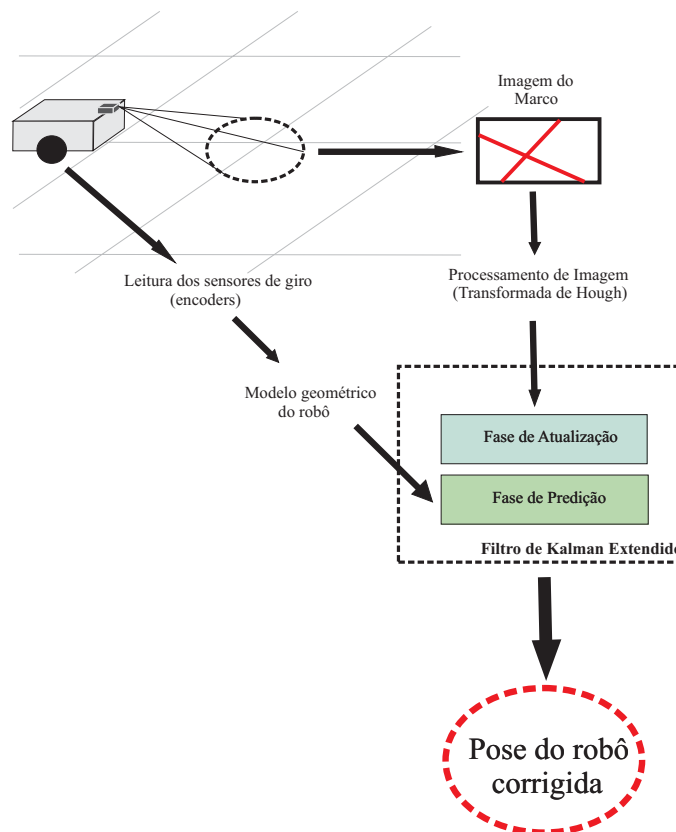 Imagem do
Marco
Leitura dos sensores de giro
(encoders)
Processamento de Imagem
(Transformada de Hough)
Modelo geométrico
do robô
Fase de Atualização
Fase de Predição
Filtro de Kalman Extendido
Pose do robô
corrigida